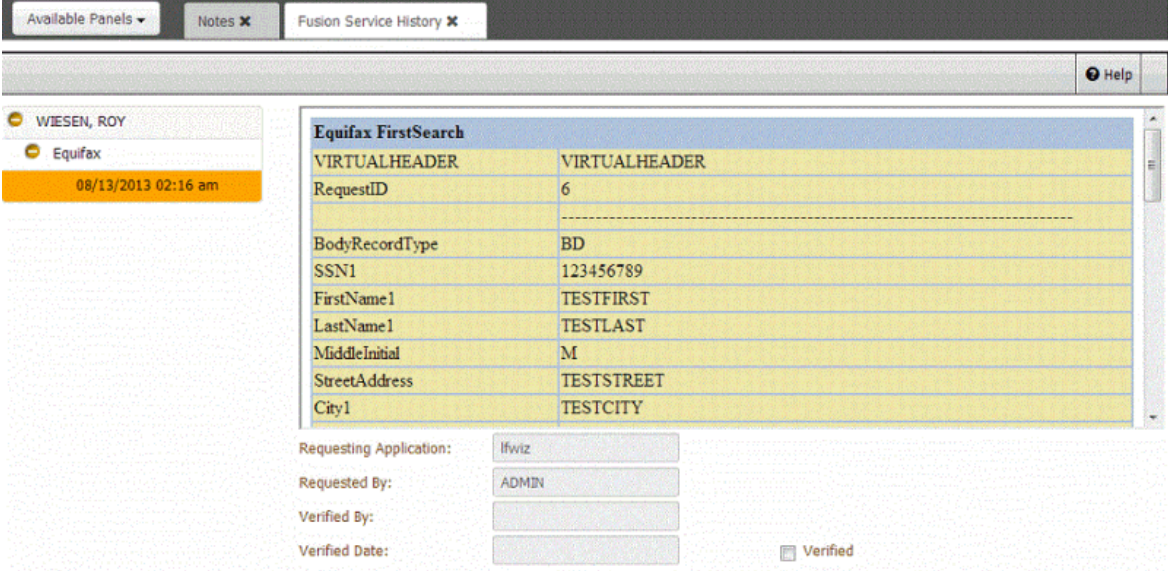 Available Panels Notes Fusion Service History
Help
WIESEN, ROY
Equifax
08/13/2013 02:16 am
Equifax FirstSearch
VIRTUALHEADER VIRTUALHEADER
RequestID 6
---------------------------------------------------------------------------
BodyRecordType BD
SSN1 123456789
FirstName1 TESTFIRST
LastName1 TESTLAST
MiddleInitial M
StreetAddress TESTSTREET
City1 TESTCITY
Requesting Application: lfwiz
Requested By: ADMIN
Verified By:
Verified Date: Verified